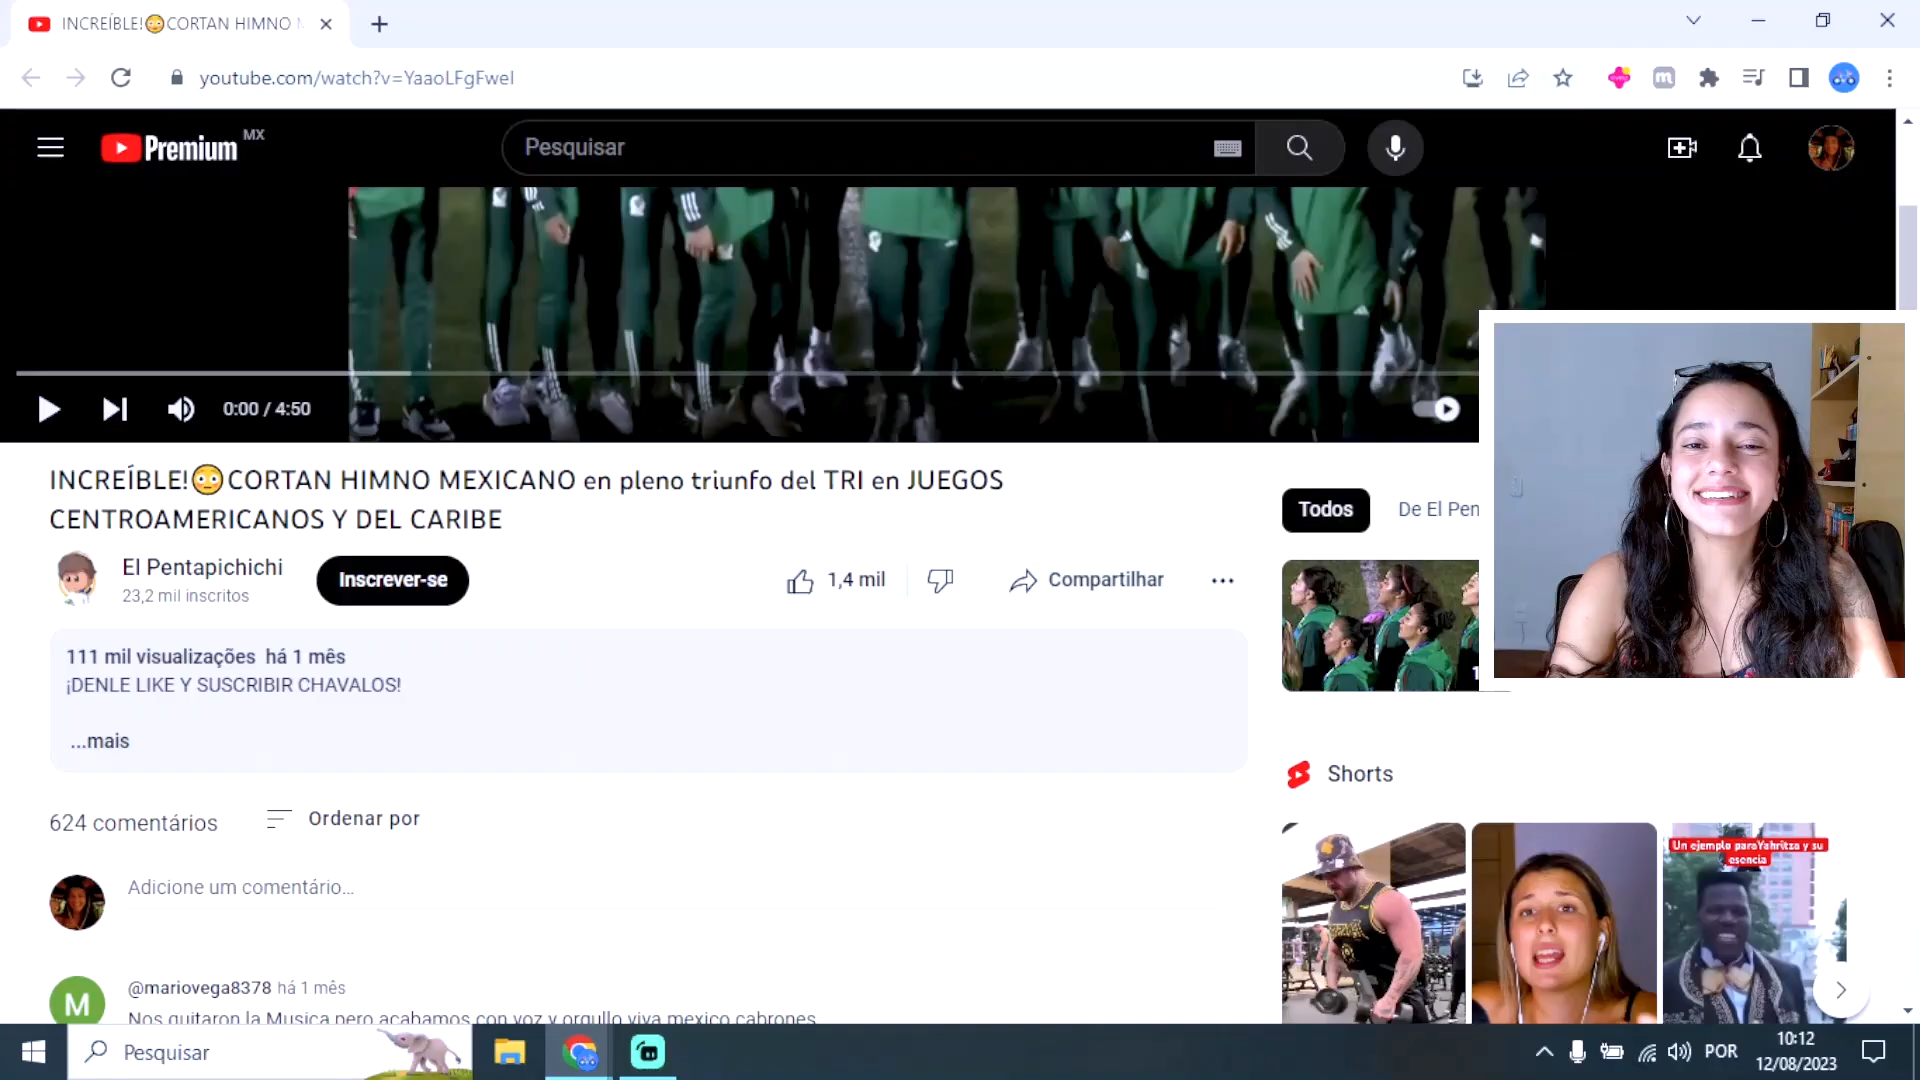 INCREÍBLE!😳CORTAN HIMNO
youtube.com/watch?v=YaaoLFgFweI
Premium MX
Pesquisar
0:00 / 4:50
INCREÍBLE!😳CORTAN HIMNO MEXICANO en pleno triunfo del TRI en JUEGOS
CENTROAMERICANOS Y DEL CARIBE
El Pentapichichi
23,2 mil inscritos
Inscrever-se
1,4 mil
Compartilhar
Todos
De El Pen
111 mil visualizações há 1 mês
¡DENLE LIKE Y SUSCRIBIR CHAVALOS!
...mais
Shorts
624 comentários
Ordenar por
Adicione um comentário...
Un ejemplo paraYahritza y su
esencia
M
@mariovega8378 há 1 mês
Nos quitaron la Musica pero acabamos con voz y orgullo viva mexico cabrones
Pesquisar
POR
10:12
12/08/2023